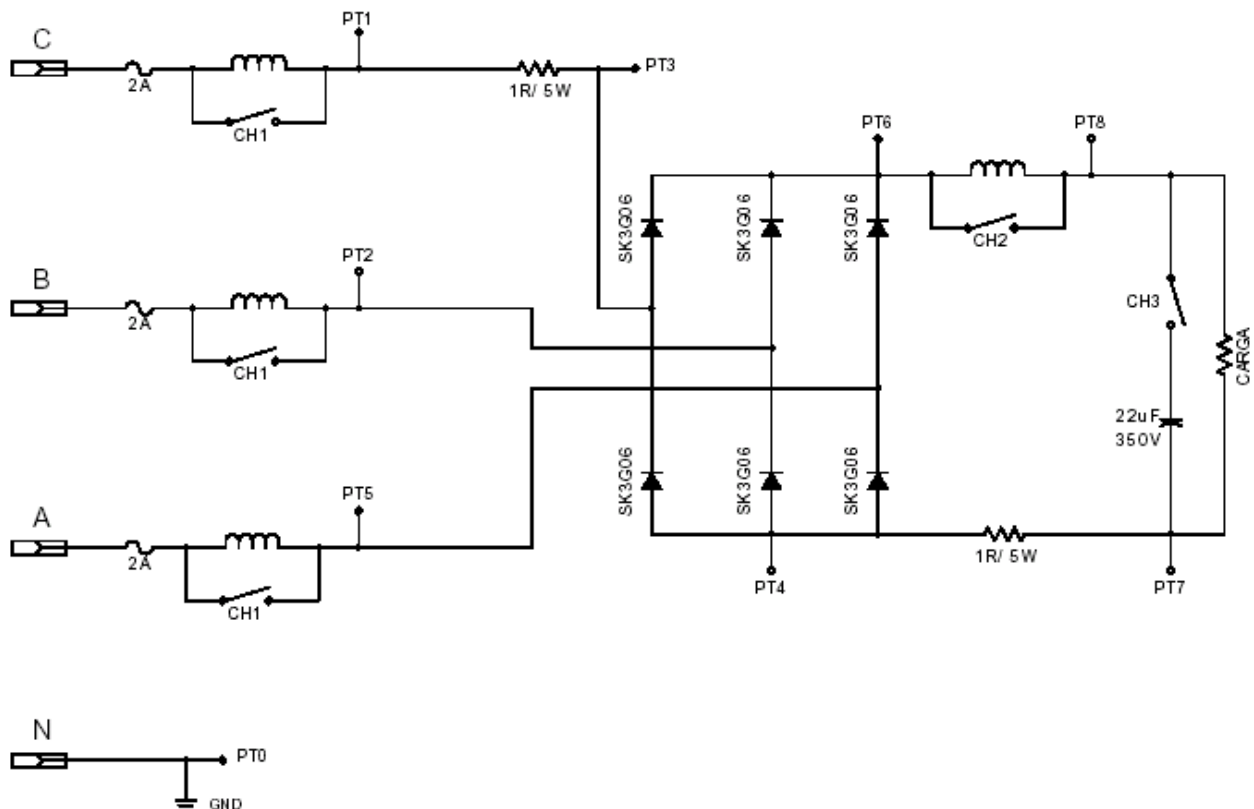 C
PT1
2A
CH1
1R/ 5W
PT3
PT6
PT8
SK3G06
SK3G06
SK3G06
CH2
B
PT2
2A
CH1
CH3
CARGA
22uF
350V
SK3G06
SK3G06
SK3G06
A
PT5
2A
CH1
1R/ 5W
PT4
PT7
N
PT0
GND